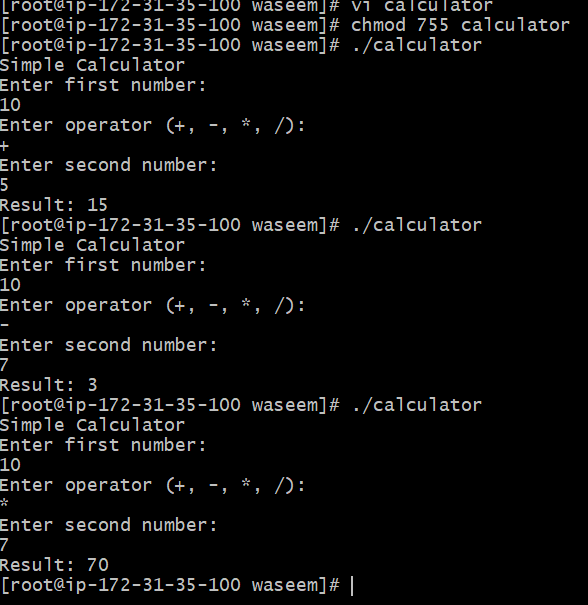 [root@ip-172-31-35-100 waseem]# vi calculator
[root@ip-172-31-35-100 waseem]# chmod 755 calculator
[root@ip-172-31-35-100 waseem]# ./calculator
Simple Calculator
Enter first number:
10
Enter operator (+, -, *, /):
+
Enter second number:
5
Result: 15
[root@ip-172-31-35-100 waseem]# ./calculator
Simple Calculator
Enter first number:
10
Enter operator (+, -, *, /):
-
Enter second number:
7
Result: 3
[root@ip-172-31-35-100 waseem]# ./calculator
Simple Calculator
Enter first number:
10
Enter operator (+, -, *, /):
*
Enter second number:
7
Result: 70
[root@ip-172-31-35-100 waseem]#